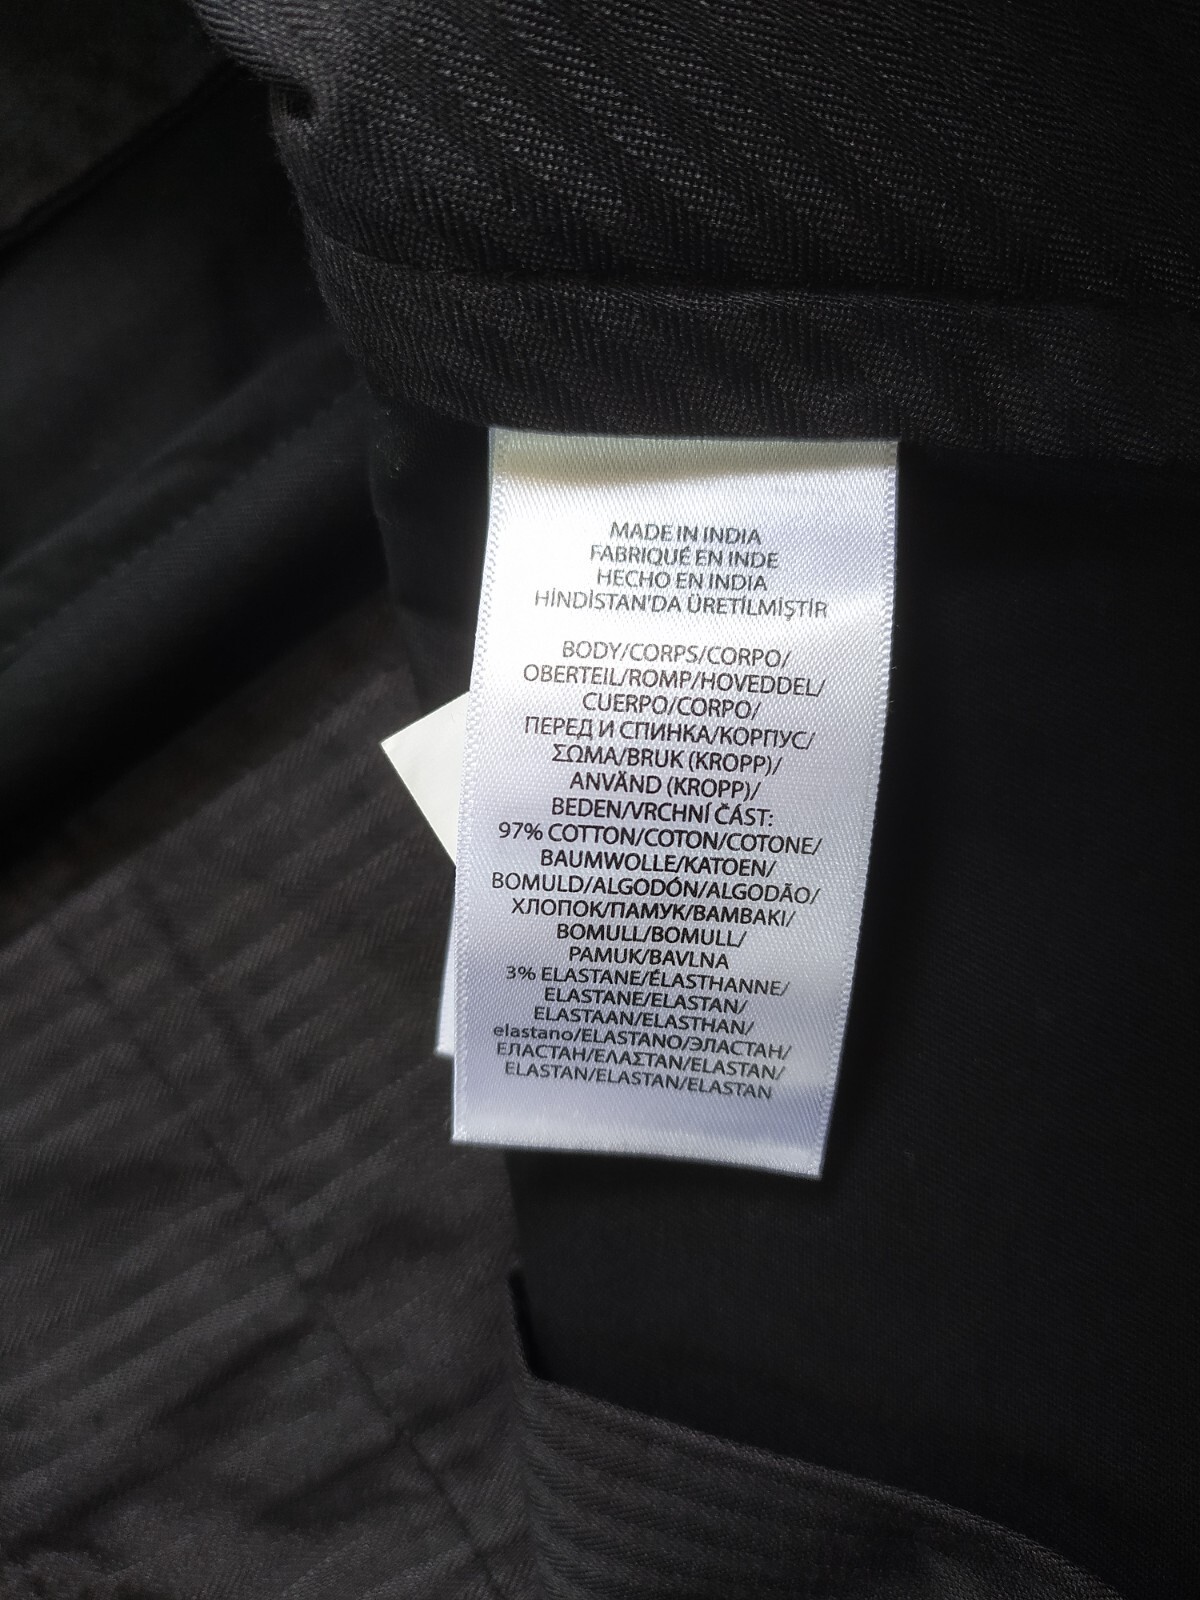 MADE IN INDIA
FABRIQUÉ EN INDE
HECHO EN INDIA
HİNDİSTAN'DA ÜRETİLMİŞTİR
BODY/CORPS/CORPO/
OBERTEIL/ROMP/HOVEDDEL/
CUERPO/CORPO/
ПЕРЕД И СПИНКА/КОРПУС/
ΣΩΜΑ/BRUK (KROPP)/
ANVÄND (KROPP)/
BEDEN/VRCHNÍ ČÁST:
97% COTTON/COTON/COTONE/
BAUMWOLLE/KATOEN/
BOMULD/ALGODÓN/ALGODÃO/
ХЛОПОК/ПАМУК/ΒΑΜΒΑΚΙ/
BOMULL/BOMULL/
PAMUK/BAVLNA
3% ELASTANE/ÉLASTHANNE/
ELASTANE/ELASTAN/
ELASTAAN/ELASTHAN/
elastano/ELASTANO/ЭЛАСТАН/
ЕЛАСТАН/ΕΛΑΣΤΑΝ/ELASTAN/
ELASTAN/ELASTAN/ELASTAN